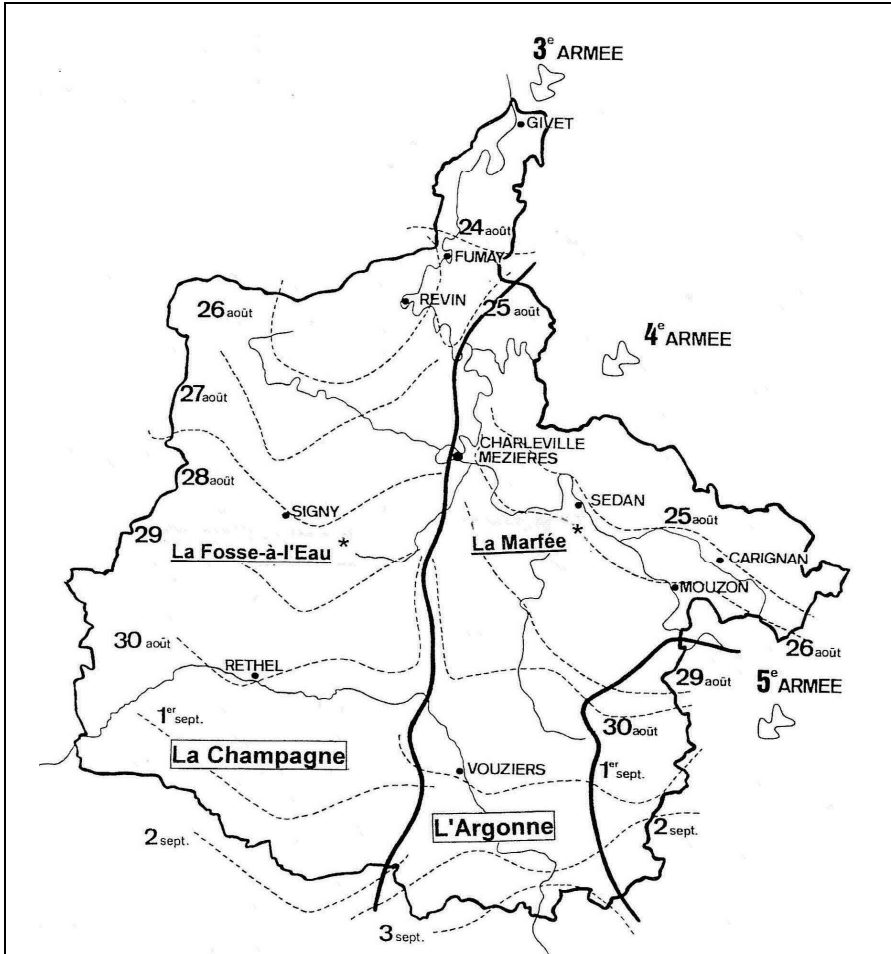 3e ARMEE
GIVET
24 août
FUMAY
REVIN
25 août
26 août
4e ARMEE
27 août
CHARLEVILLE
MEZIERES
28 août
SIGNY
SEDAN
25 août
29
La Fosse-à-l'Eau *
La Marfée *
CARIGNAN
MOUZON
30 août
RETHEL
26 août
29 août
5e ARMEE
1er sept.
30 août
La Champagne
VOUZIERS
1er sept.
L'Argonne
2 sept.
2 sept.
3 sept.